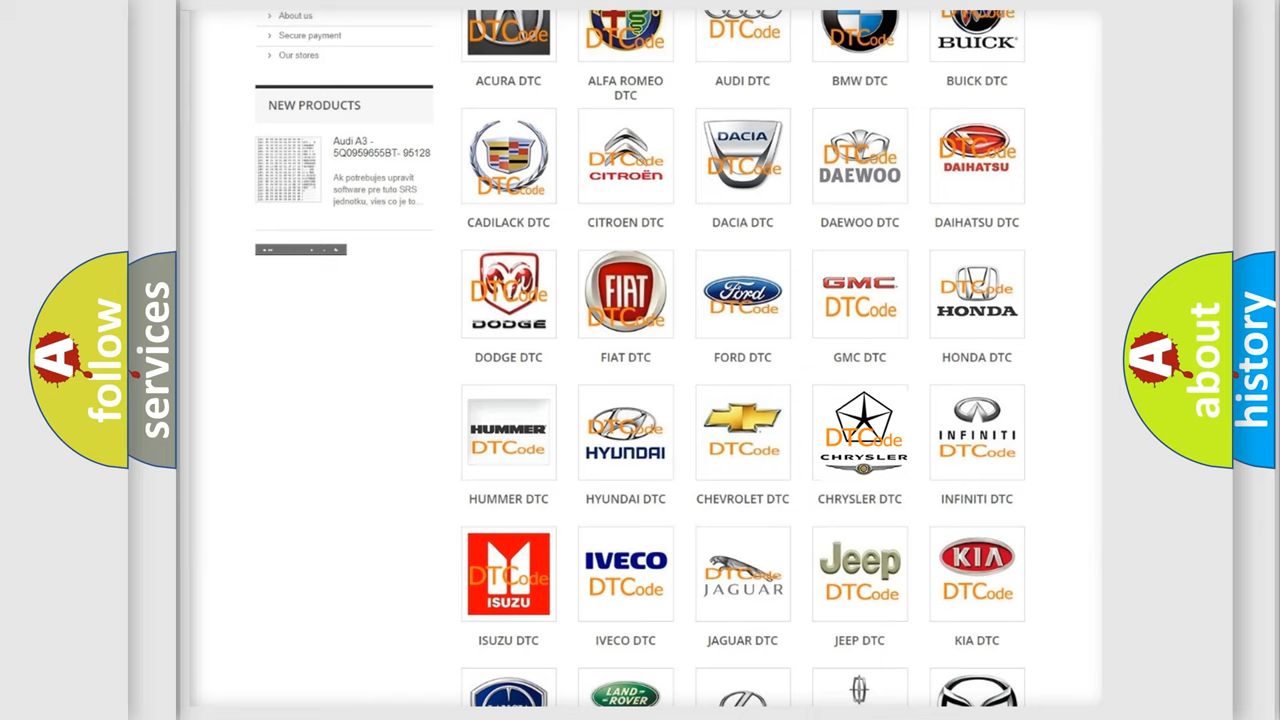 About us
Secure payment
Our stores
NEW PRODUCTS
Audi A3 -
5Q0959655BT- 95128
Ak potrebujes upravit
software pre tuto SRS
jednotku, vies co je to...
DTCode
DTCode
DTCode
DTCode
BUICK
ACURA DTC
ALFA ROMEO
DTC
AUDI DTC
BMW DTC
BUICK DTC
DTCode
DTCode
CITROËN
DACIA
DTCode
DTCode
DAEWOO
DTCode
DAIHATSU
CADILACK DTC
CITROEN DTC
DACIA DTC
DAEWOO DTC
DAIHATSU DTC
DTCode
DODGE
FIAT
DTCode
Ford
DTCode
GMC
DTCode
DTCode
HONDA
DODGE DTC
FIAT DTC
FORD DTC
GMC DTC
HONDA DTC
HUMMER
DTCode
DTCode
HYUNDAI
DTCode
DTCode
CHRYSLER
INFINITI
DTCode
HUMMER DTC
HYUNDAI DTC
CHEVROLET DTC
CHRYSLER DTC
INFINITI DTC
DTCode
ISUZU
IVECO
DTCode
DTCode
JAGUAR
Jeep
DTCode
KIA
DTCode
ISUZU DTC
IVECO DTC
JAGUAR DTC
JEEP DTC
KIA DTC
LAND-
ROVER
A follow
services
A about
history